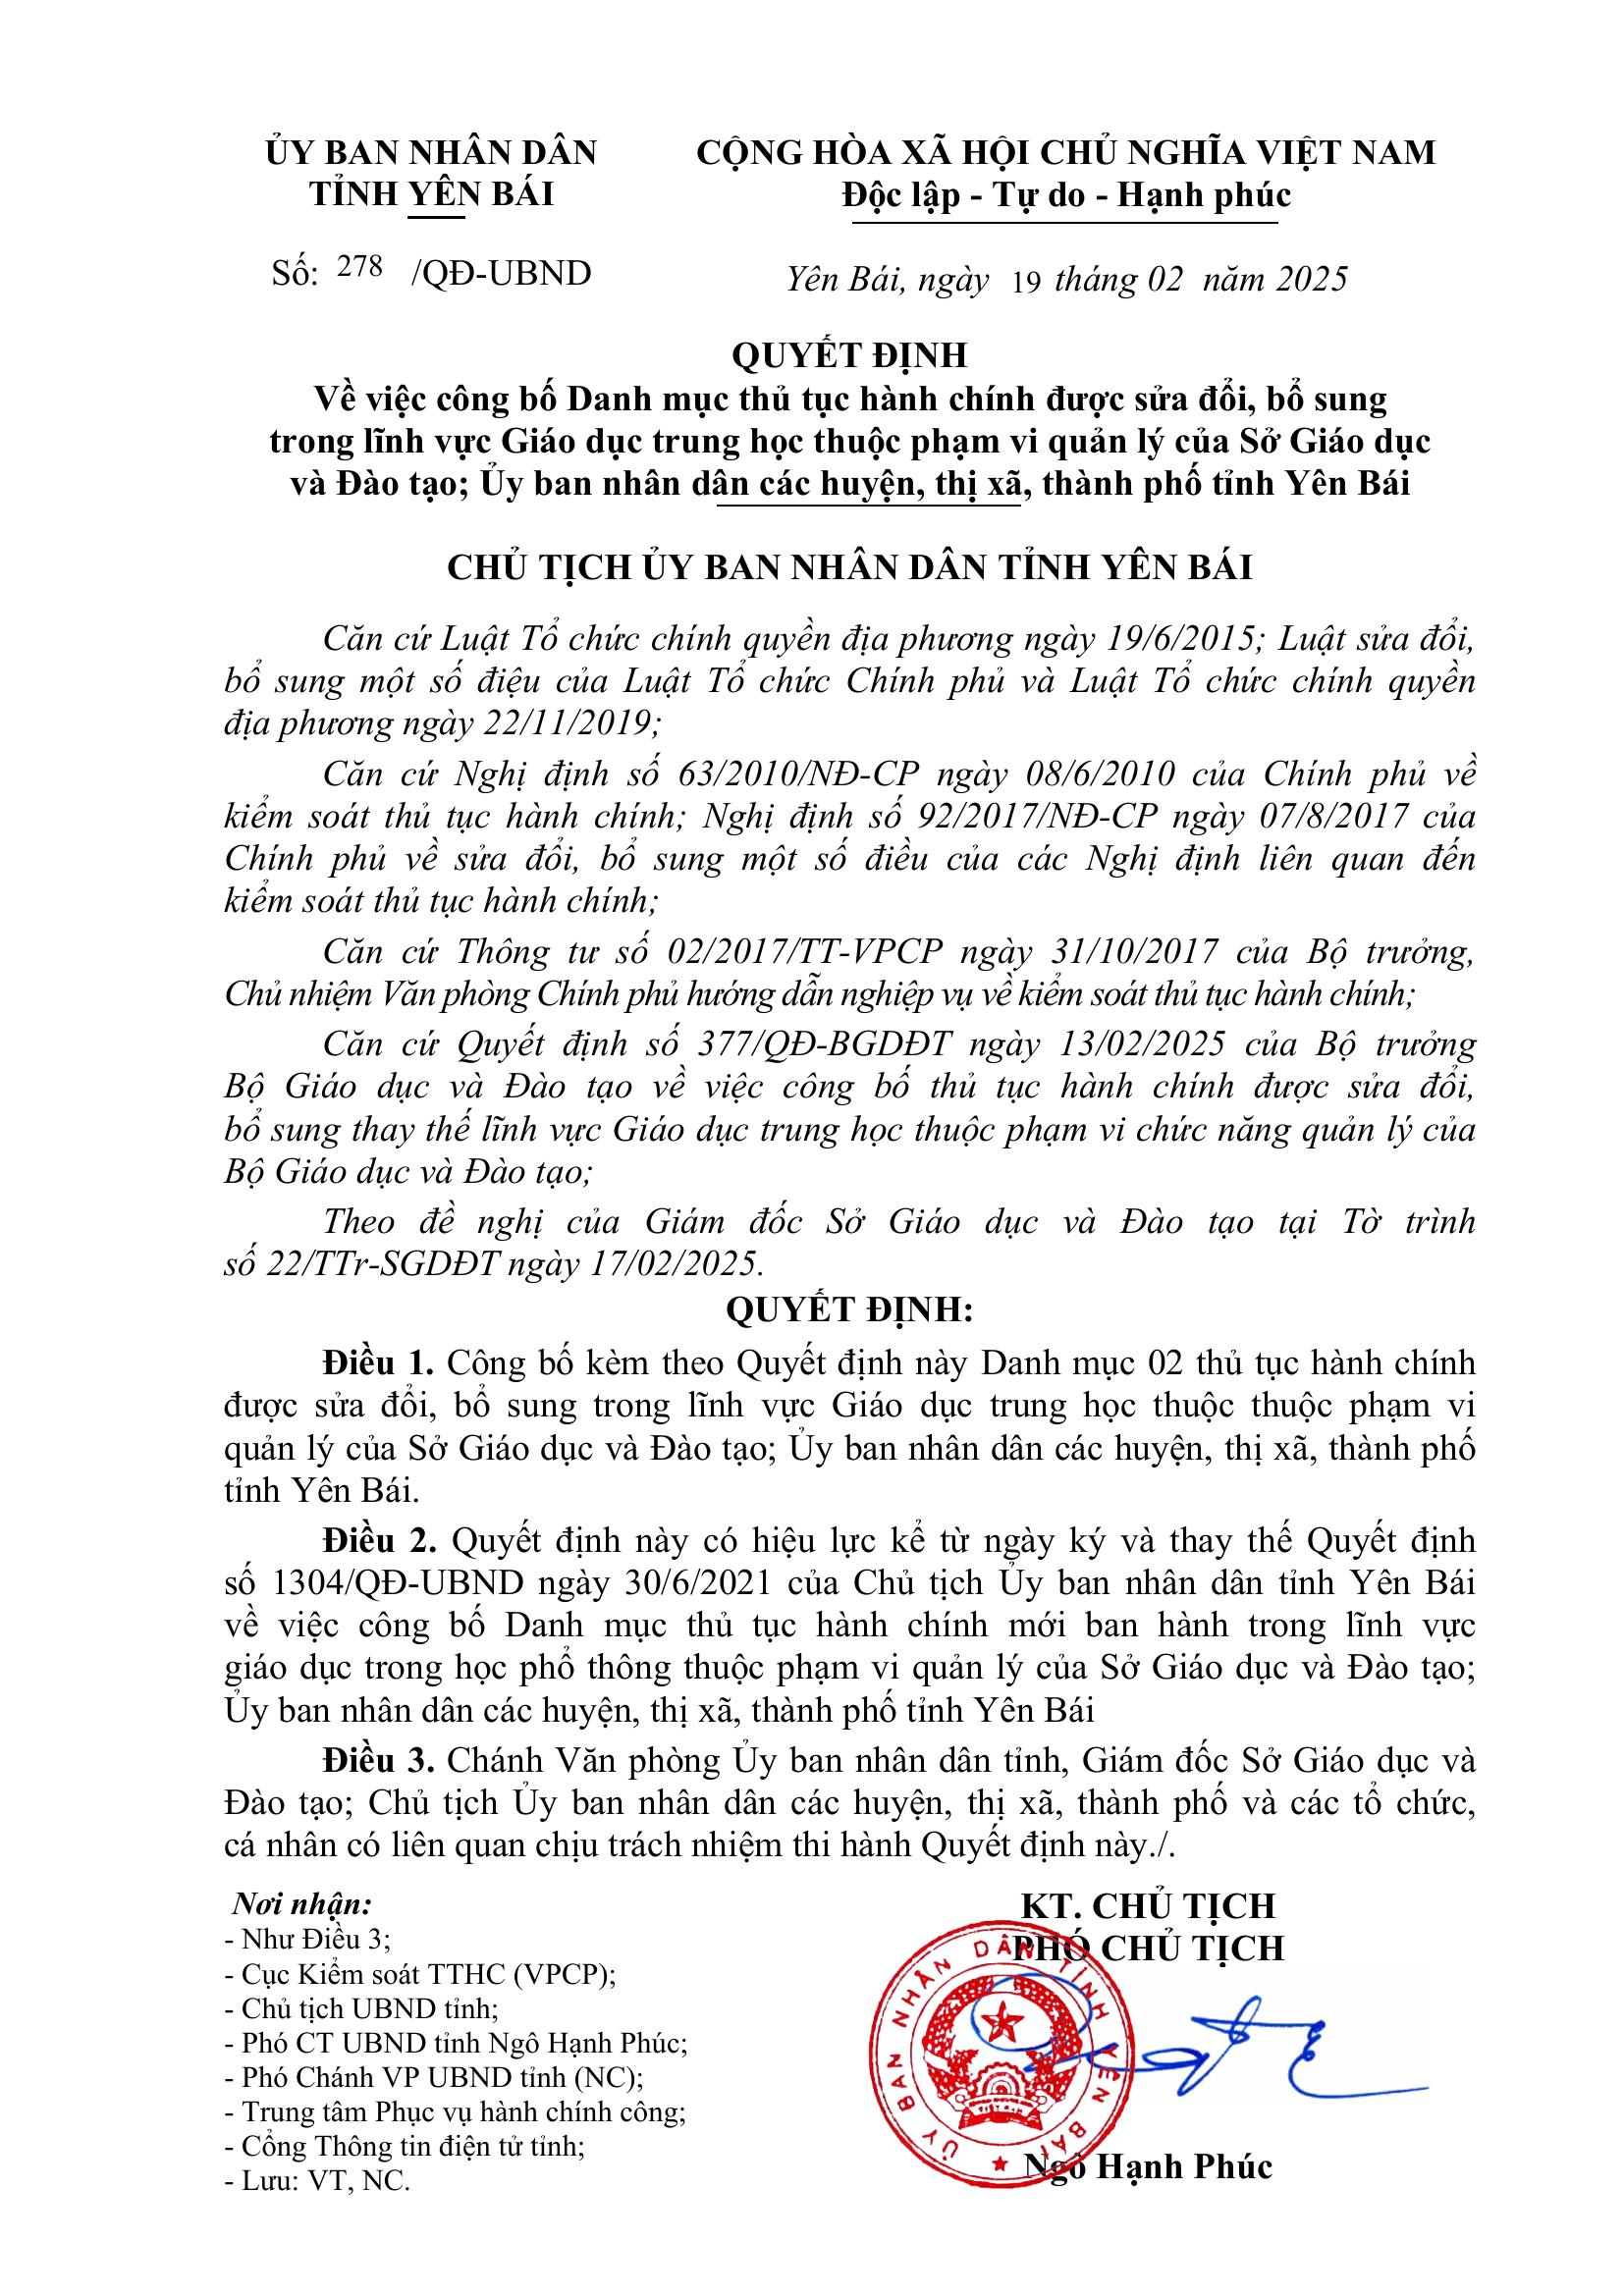 ỦY BAN NHÂN DÂN
TỈNH YÊN BÁI
CỘNG HÒA XÃ HỘI CHỦ NGHĨA VIỆT NAM
Độc lập - Tự do - Hạnh phúc
Số: 278 /QĐ-UBND
Yên Bái, ngày 19 tháng 02 năm 2025
QUYẾT ĐỊNH
Về việc công bố Danh mục thủ tục hành chính được sửa đổi, bổ sung
trong lĩnh vực Giáo dục trung học thuộc phạm vi quản lý của Sở Giáo dục
và Đào tạo; Ủy ban nhân dân các huyện, thị xã, thành phố tỉnh Yên Bái
CHỦ TỊCH ỦY BAN NHÂN DÂN TỈNH YÊN BÁI
Căn cứ Luật Tổ chức chính quyền địa phương ngày 19/6/2015; Luật sửa đổi,
bổ sung một số điệu của Luật Tổ chức Chính phủ và Luật Tổ chức chính quyền
địa phương ngày 22/11/2019;
Căn cứ Nghị định số 63/2010/NĐ-CP ngày 08/6/2010 của Chính phủ về
kiểm soát thủ tục hành chính; Nghị định số 92/2017/NĐ-CP ngày 07/8/2017 của
Chính phủ về sửa đổi, bổ sung một số điều của các Nghị định liên quan đến
kiểm soát thủ tục hành chính;
Căn cứ Thông tư số 02/2017/TT-VPCP ngày 31/10/2017 của Bộ trưởng,
Chủ nhiệm Văn phòng Chính phủ hướng dẫn nghiệp vụ về kiểm soát thủ tục hành chính;
Căn cứ Quyết định số 377/QĐ-BGDĐT ngày 13/02/2025 của Bộ trưởng
Bộ Giáo dục và Đào tạo về việc công bố thủ tục hành chính được sửa đổi,
bổ sung thay thế lĩnh vực Giáo dục trung học thuộc phạm vi chức năng quản lý của
Bộ Giáo dục và Đào tạo;
Theo đề nghị của Giám đốc Sở Giáo dục và Đào tạo tại Tờ trình
số 22/TTr-SGDĐT ngày 17/02/2025.
QUYẾT ĐỊNH:
Điều 1. Công bố kèm theo Quyết định này Danh mục 02 thủ tục hành chính
được sửa đổi, bổ sung trong lĩnh vực Giáo dục trung học thuộc thuộc phạm vi
quản lý của Sở Giáo dục và Đào tạo; Ủy ban nhân dân các huyện, thị xã, thành phố
tỉnh Yên Bái.
Điều 2. Quyết định này có hiệu lực kể từ ngày ký và thay thế Quyết định
số 1304/QĐ-UBND ngày 30/6/2021 của Chủ tịch Ủy ban nhân dân tỉnh Yên Bái
về việc công bố Danh mục thủ tục hành chính mới ban hành trong lĩnh vực
giáo dục trong học phổ thông thuộc phạm vi quản lý của Sở Giáo dục và Đào tạo;
Ủy ban nhân dân các huyện, thị xã, thành phố tỉnh Yên Bái
Điều 3. Chánh Văn phòng Ủy ban nhân dân tỉnh, Giám đốc Sở Giáo dục và
Đào tạo; Chủ tịch Ủy ban nhân dân các huyện, thị xã, thành phố và các tổ chức,
cá nhân có liên quan chịu trách nhiệm thi hành Quyết định này./.
Nơi nhận:
- Như Điều 3;
- Cục Kiểm soát TTHC (VPCP);
- Chủ tịch UBND tỉnh;
- Phó CT UBND tỉnh Ngô Hạnh Phúc;
- Phó Chánh VP UBND tỉnh (NC);
- Trung tâm Phục vụ hành chính công;
- Cổng Thông tin điện tử tỉnh;
- Lưu: VT, NC.
KT. CHỦ TỊCH
PHÓ CHỦ TỊCH
ỦY BAN NHÂN DÂN TỈNH YÊN BÁI
Ngô Hạnh Phúc